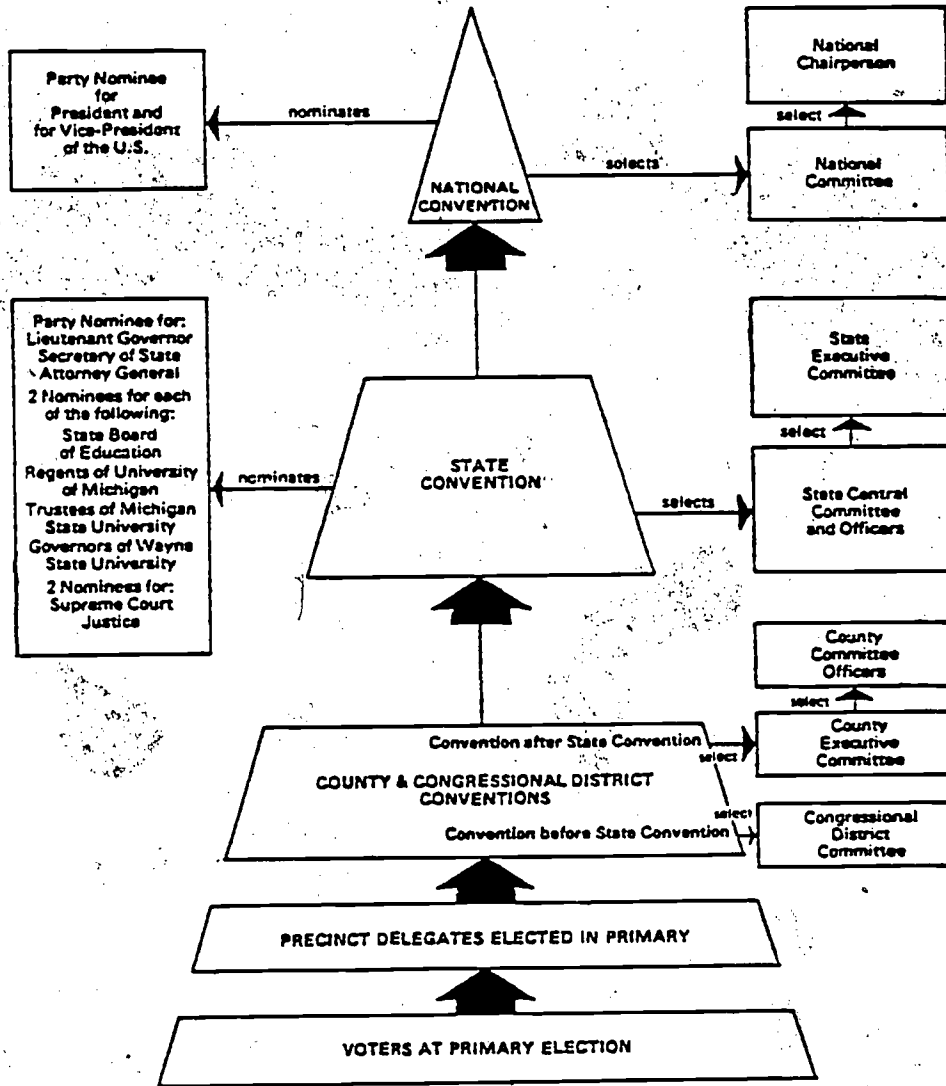 Party Nominee
for
President and
for Vice-President
of the U.S.
nominates
NATIONAL
CONVENTION
selects
National
Chairperson
select
National
Committee
Party Nominee for:
Lieutenant Governor
Secretary of State
Attorney General
2 Nominees for each
of the following:
State Board
of Education
Regents of University
of Michigan
Trustees of Michigan
State University
Governors of Wayne
State University
2 Nominees for:
Supreme Court
Justice
nominates
STATE
CONVENTION
selects
State
Executive
Committee
select
State Central
Committee
and Officers
County
Committee
Officers
select
County
Executive
Committee
Convention after State Convention
select
COUNTY & CONGRESSIONAL DISTRICT
CONVENTIONS
Convention before State Convention
select
Congressional
District
Committee
PRECINCT DELEGATES ELECTED IN PRIMARY
VOTERS AT PRIMARY ELECTION